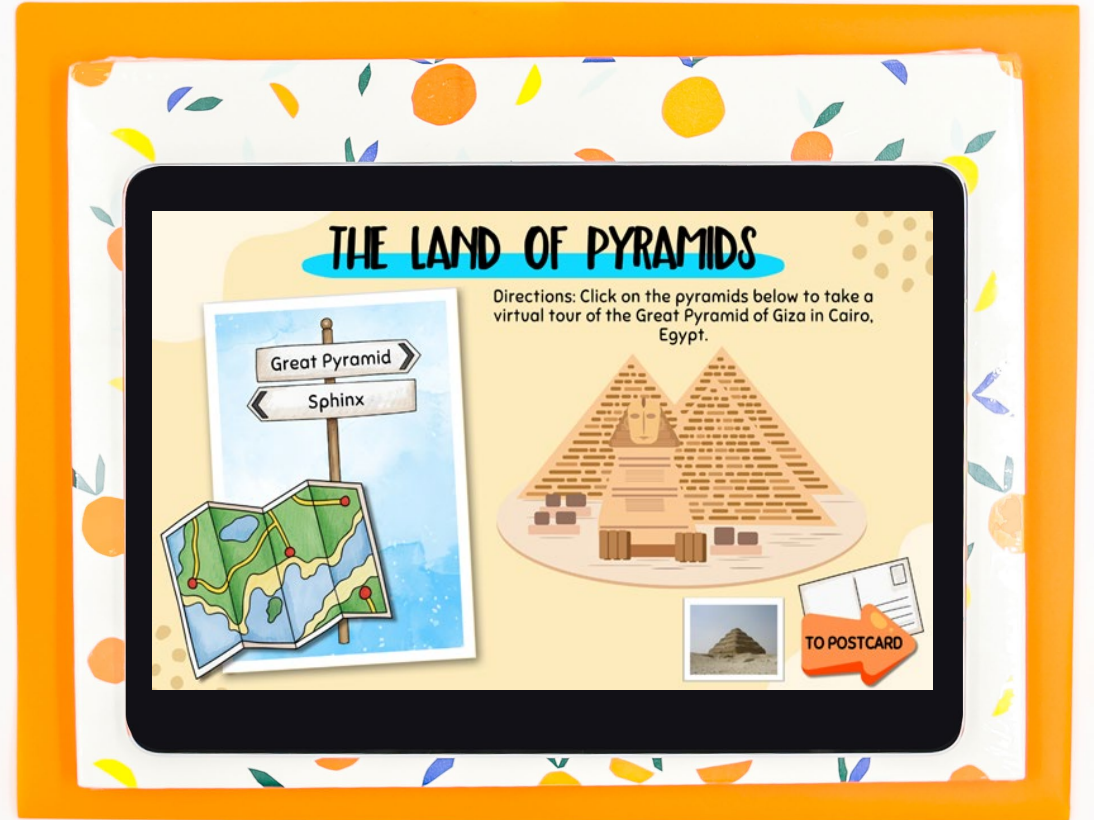 THE LAND OF PYRAMIDS
Directions: Click on the pyramids below to take a
virtual tour of the Great Pyramid of Giza in Cairo,
Egypt.
Great Pyramid
Sphinx
TO POSTCARD